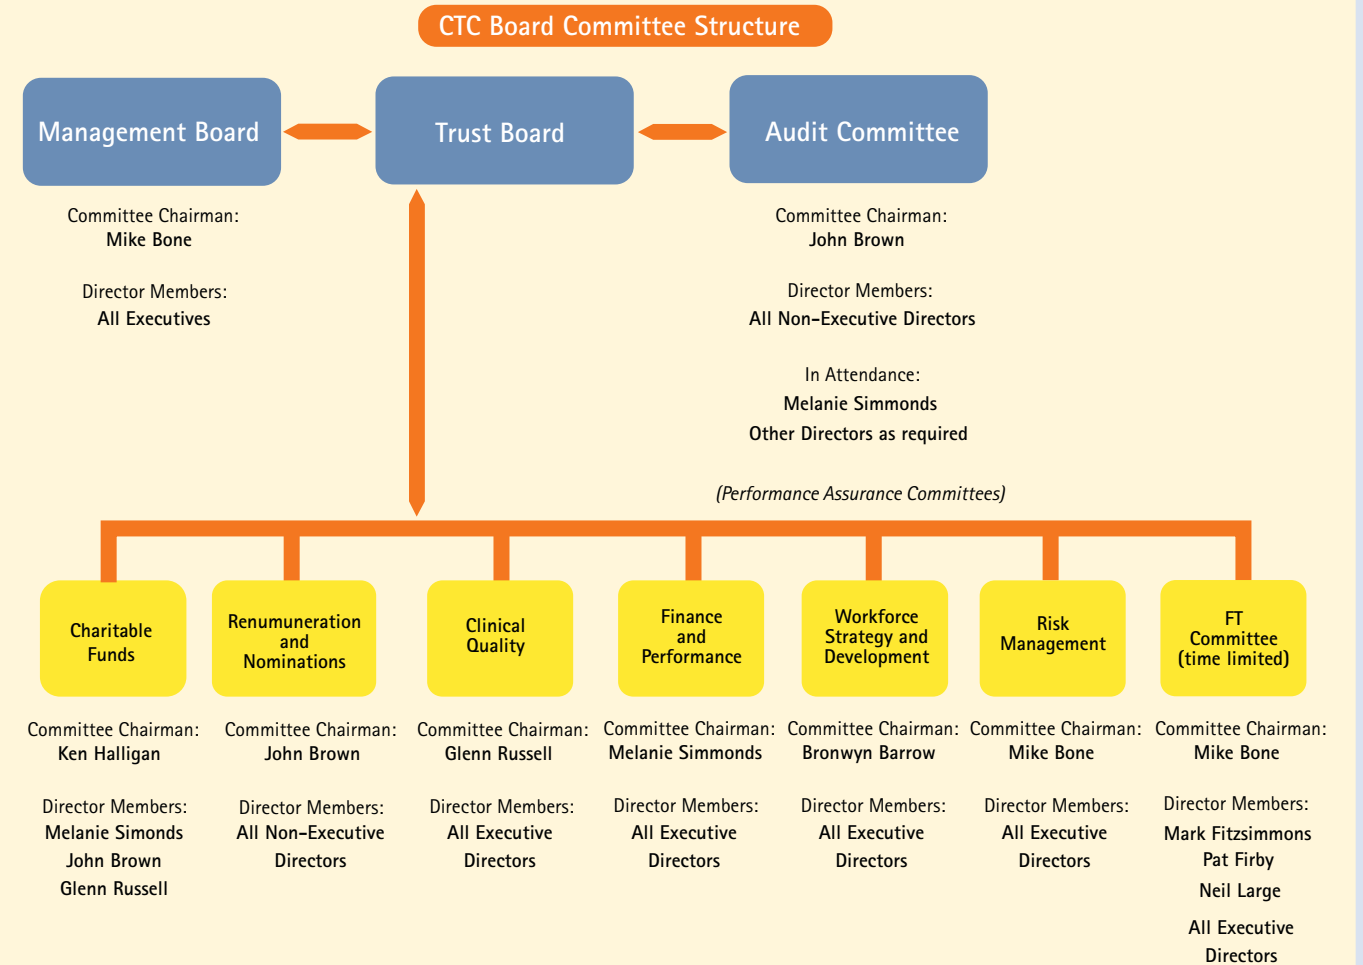 CTC Board Committee Structure
Management Board
Trust Board
Audit Committee
Committee Chairman:
Mike Bone
Director Members:
All Executives
Committee Chairman:
John Brown
Director Members:
All Non-Executive Directors
In Attendance:
Melanie Simmonds
Other Directors as required
(Performance Assurance Committees)
Charitable
Funds
Renumuneration
and
Nominations
Clinical
Quality
Finance
and
Performance
Workforce
Strategy and
Development
Risk
Management
FT
Committee
(time limited)
Committee Chairman:
Ken Halligan
Director Members:
Melanie Simonds
John Brown
Glenn Russell
Committee Chairman:
John Brown
Director Members:
All Non-Executive
Directors
Committee Chairman:
Glenn Russell
Director Members:
All Executive
Directors
Committee Chairman:
Melanie Simmonds
Director Members:
All Executive
Directors
Committee Chairman:
Bronwyn Barrow
Director Members:
All Executive
Directors
Committee Chairman:
Mike Bone
Director Members:
All Executive
Directors
Committee Chairman:
Mike Bone
Director Members:
Mark Fitzsimmons
Pat Firby
Neil Large
All Executive
Directors